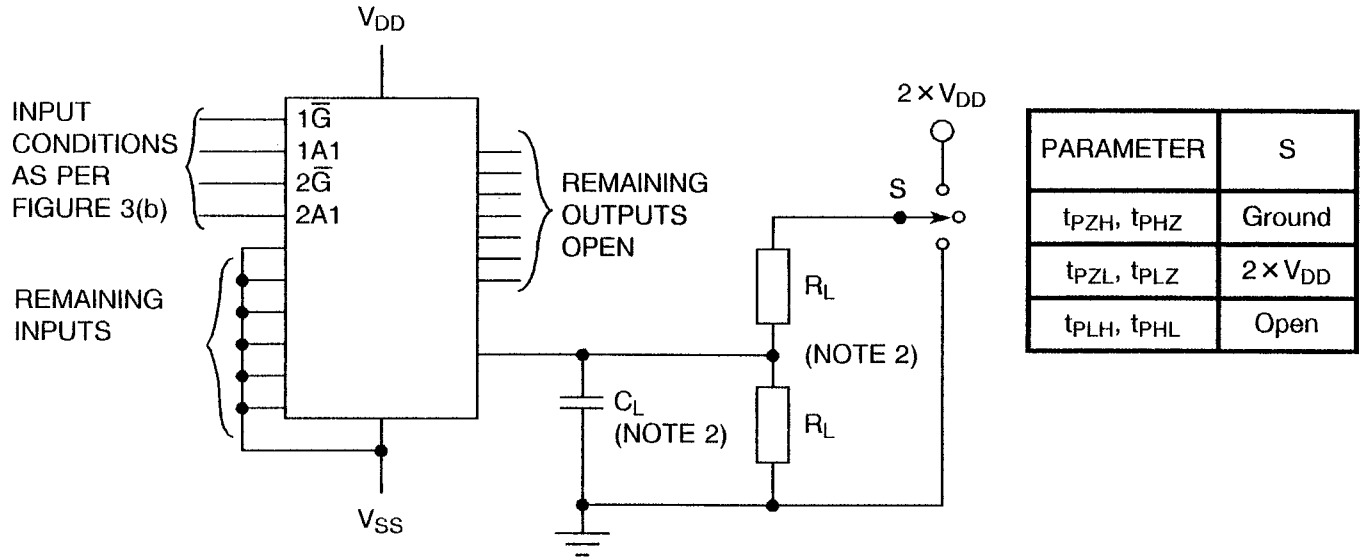 V_DD
INPUT
CONDITIONS
AS PER
FIGURE 3(b)
1G̅
1A1
2G̅
2A1
REMAINING
INPUTS
V_SS
REMAINING
OUTPUTS
OPEN
C_L
(NOTE 2)
2 × V_DD
S
R_L
(NOTE 2)
R_L
PARAMETER S
t_PZH, t_PHZ Ground
t_PZL, t_PLZ 2 × V_DD
t_PLH, t_PHL Open